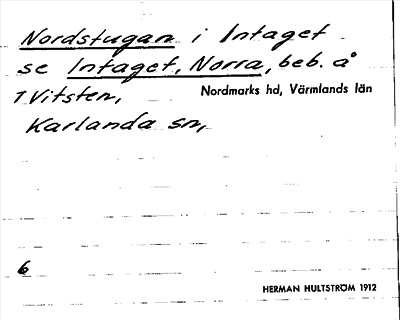 Nordstugan i Intaget
se Intaget, Norra, beb. å
1 Vitsten, Nordmarks hd, Värmlands län
Karlanda sn,
6
HERMAN HULTSTRÖM 1912